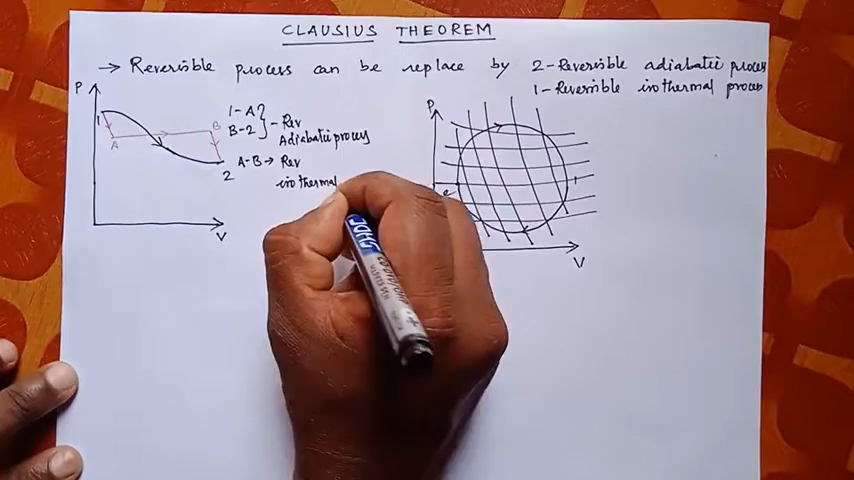 CLAUSIUS THEOREM
→ Reversible process can be replace by 2-Reversible adiabatic process
1-Reversible isothermal process
P
1
A
B
2
V
1-A
B-2
} - Rev
Adiabatic process
A-B → Rev
isothermal
P
e
1
V